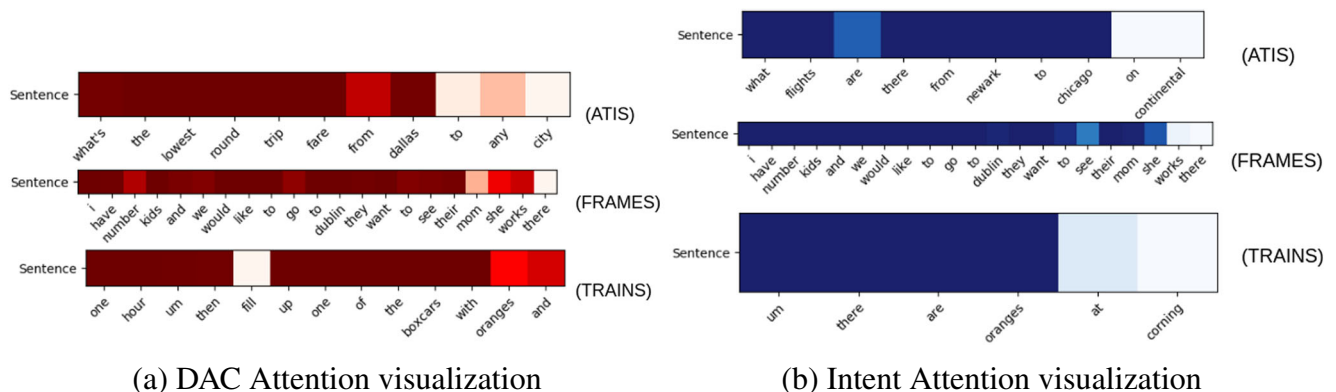 Sentence
what's the lowest round trip fare from dallas to any city
(ATIS)
Sentence
i have number kids and we would like to go to dublin they want to see their mom she works there
(FRAMES)
Sentence
one hour um then fill up one of the boxcars with oranges and
(TRAINS)
(a) DAC Attention visualization
Sentence
what flights are there from newark to chicago on continental
(ATIS)
Sentence
i have number kids and we would like to go to dublin they want to see their mom she works there
(FRAMES)
Sentence
um there are oranges at corning
(TRAINS)
(b) Intent Attention visualization